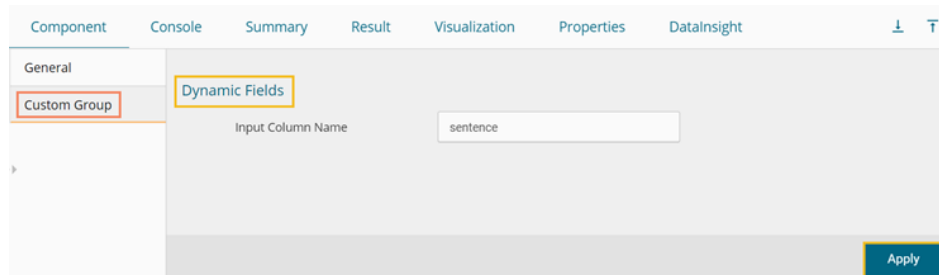 Component Console Summary Result Visualization Properties DataInsight
General
Custom Group
Dynamic Fields
Input Column Name sentence
Apply